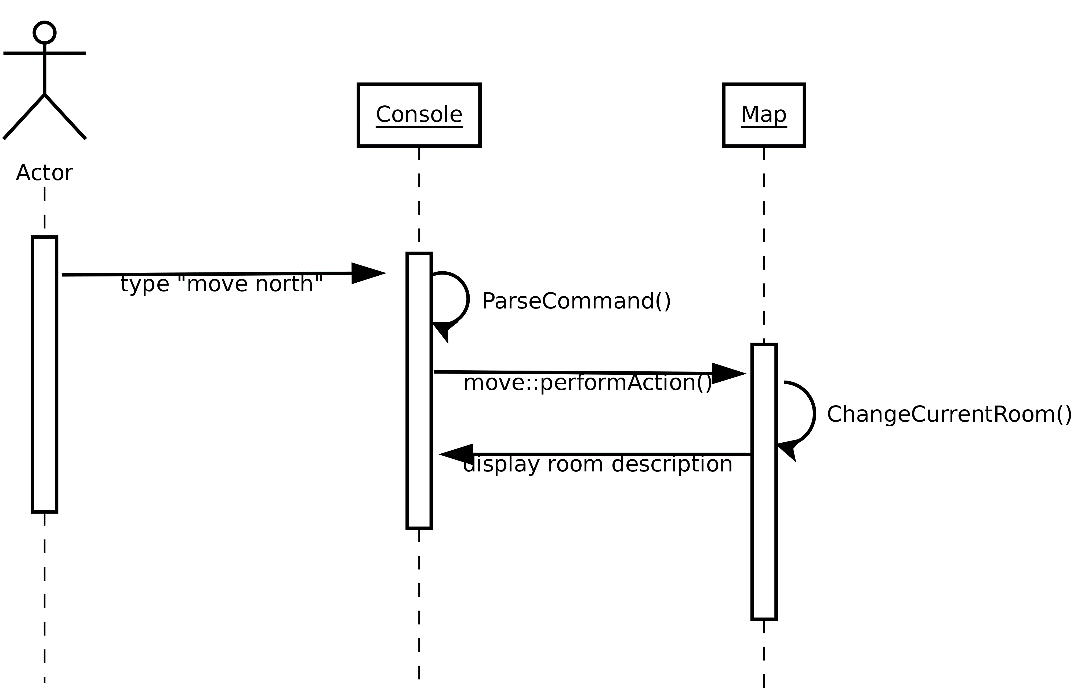 Console
Map
Actor
type "move north"
ParseCommand()
move::performAction()
ChangeCurrentRoom()
display room description